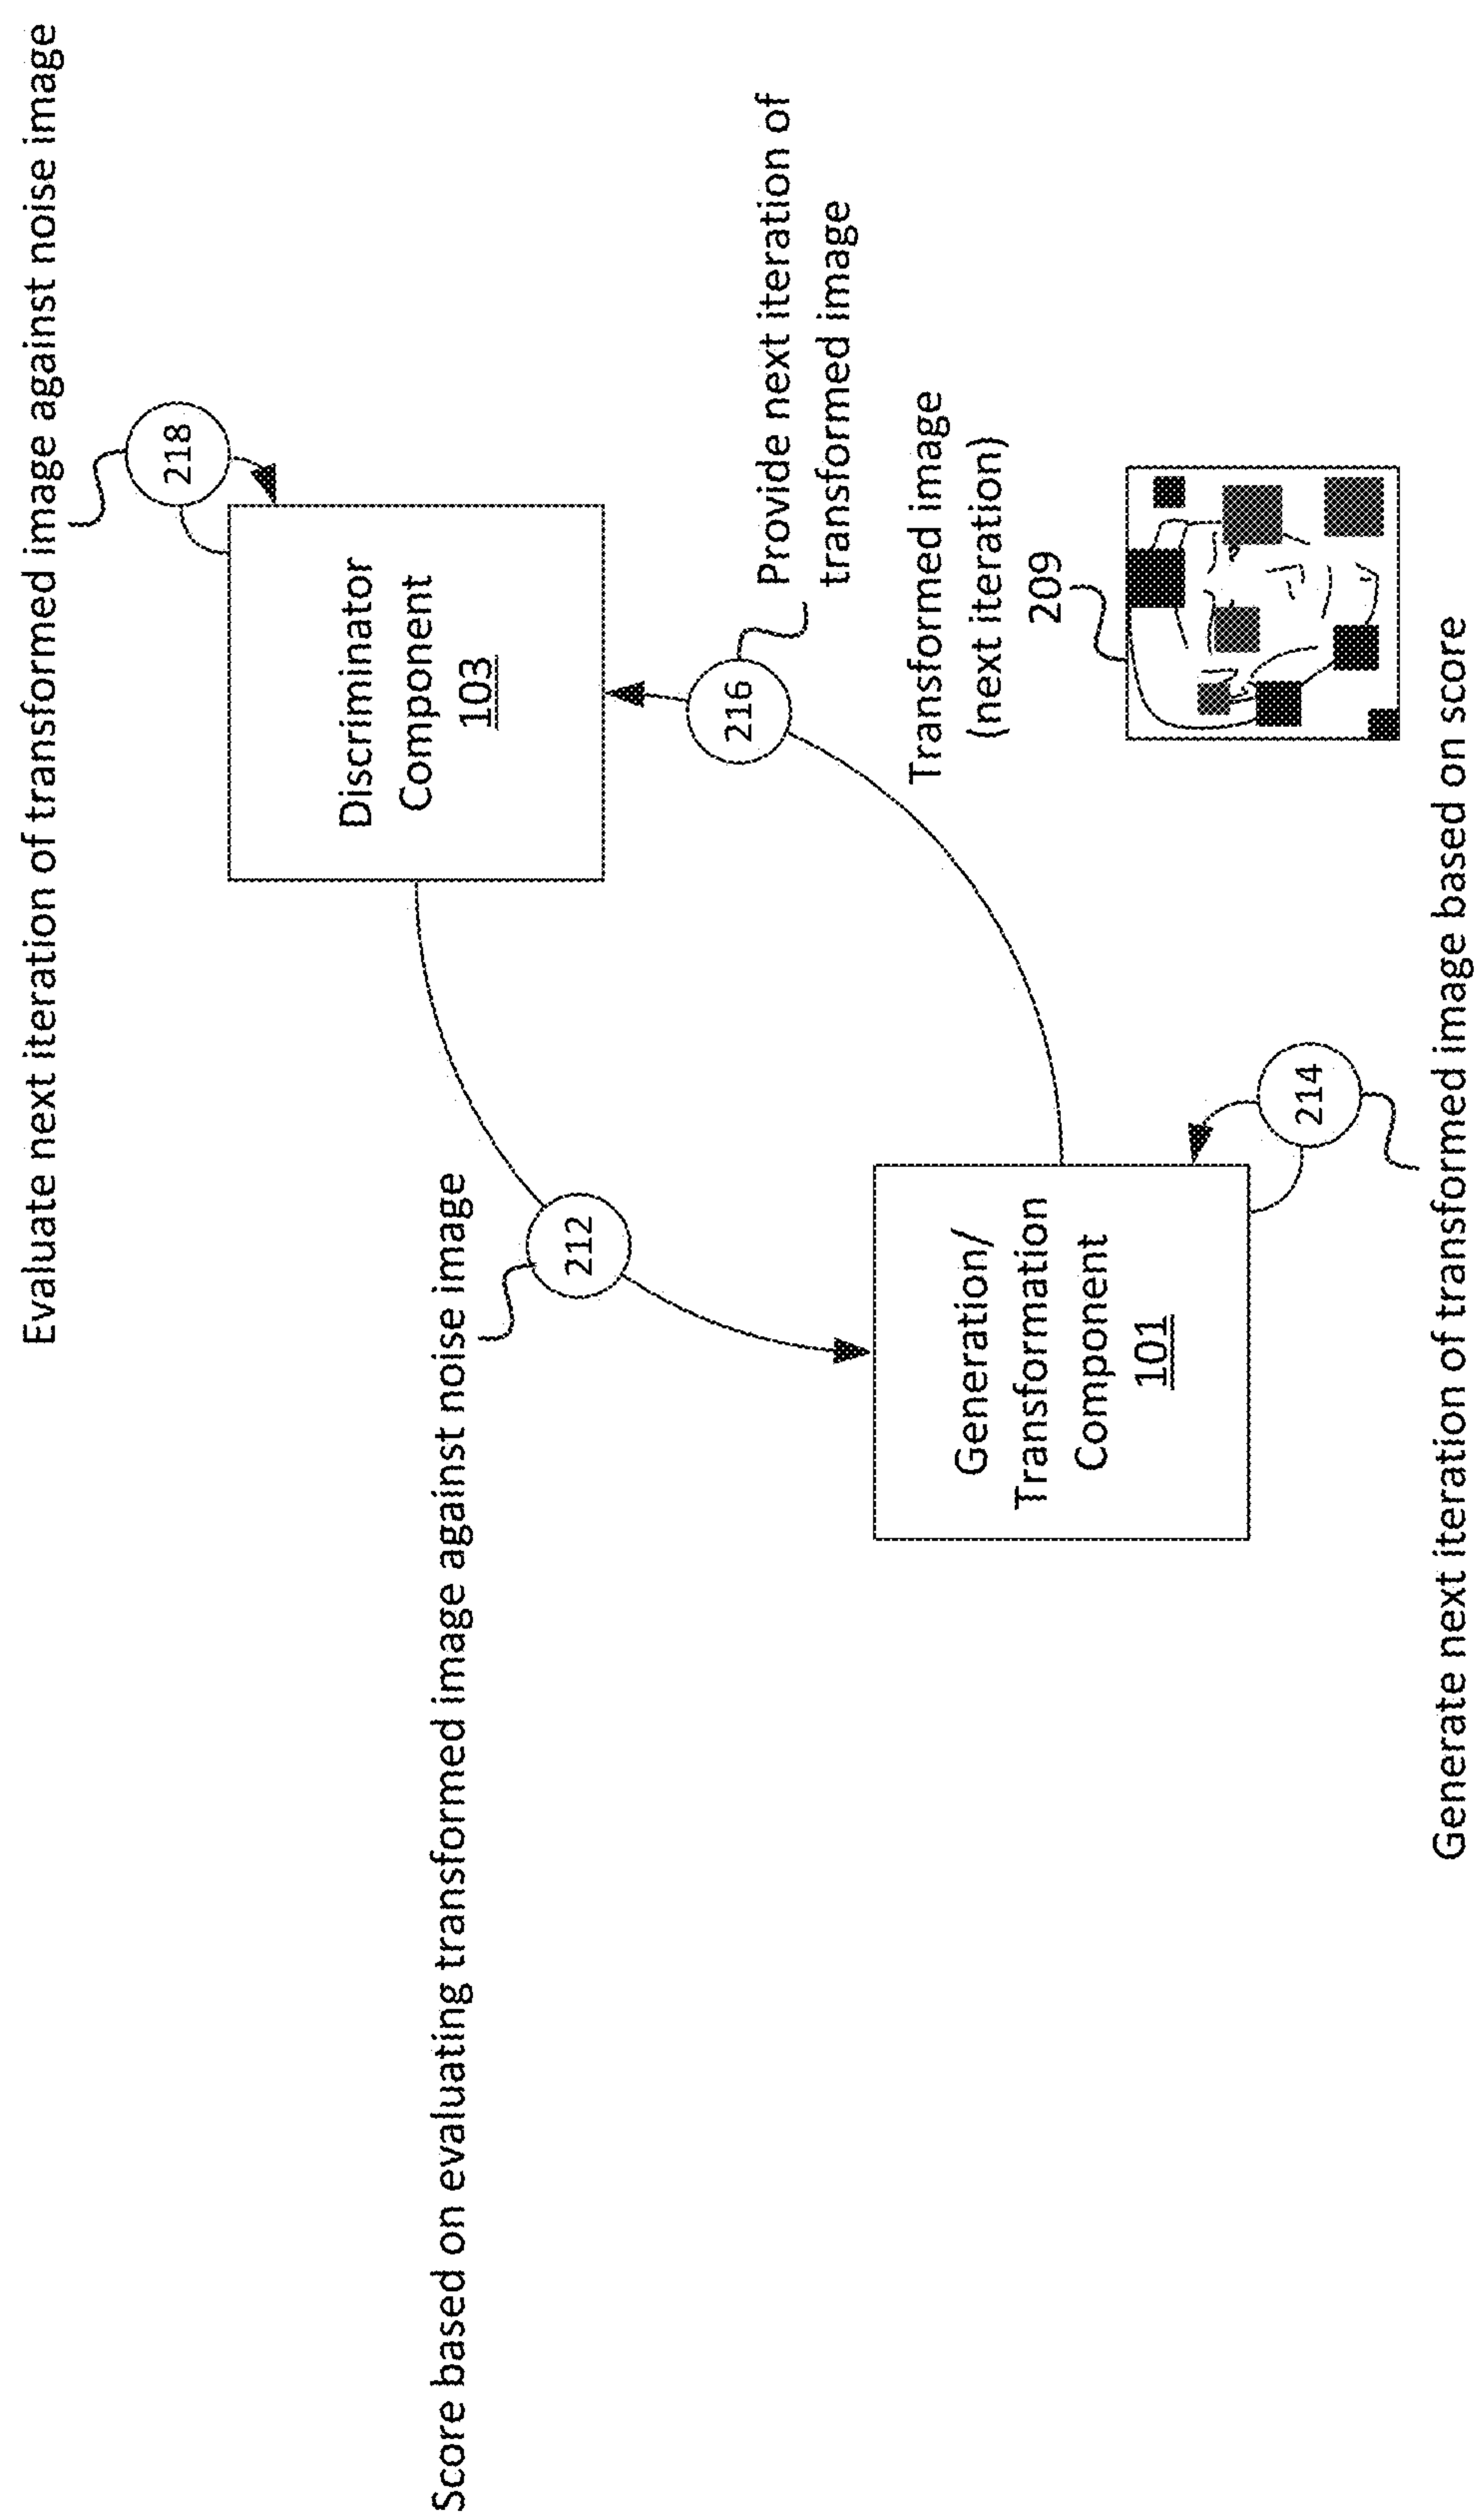 Evaluate next iteration of transformed image against noise image
218
Discriminator
Component
103
Score based on evaluating transformed image against noise image
212
216
Provide next iteration of
transformed image
Generation/
Transformation
Component
101
Transformed image
(next iteration)
209
214
Generate next iteration of transformed image based on score